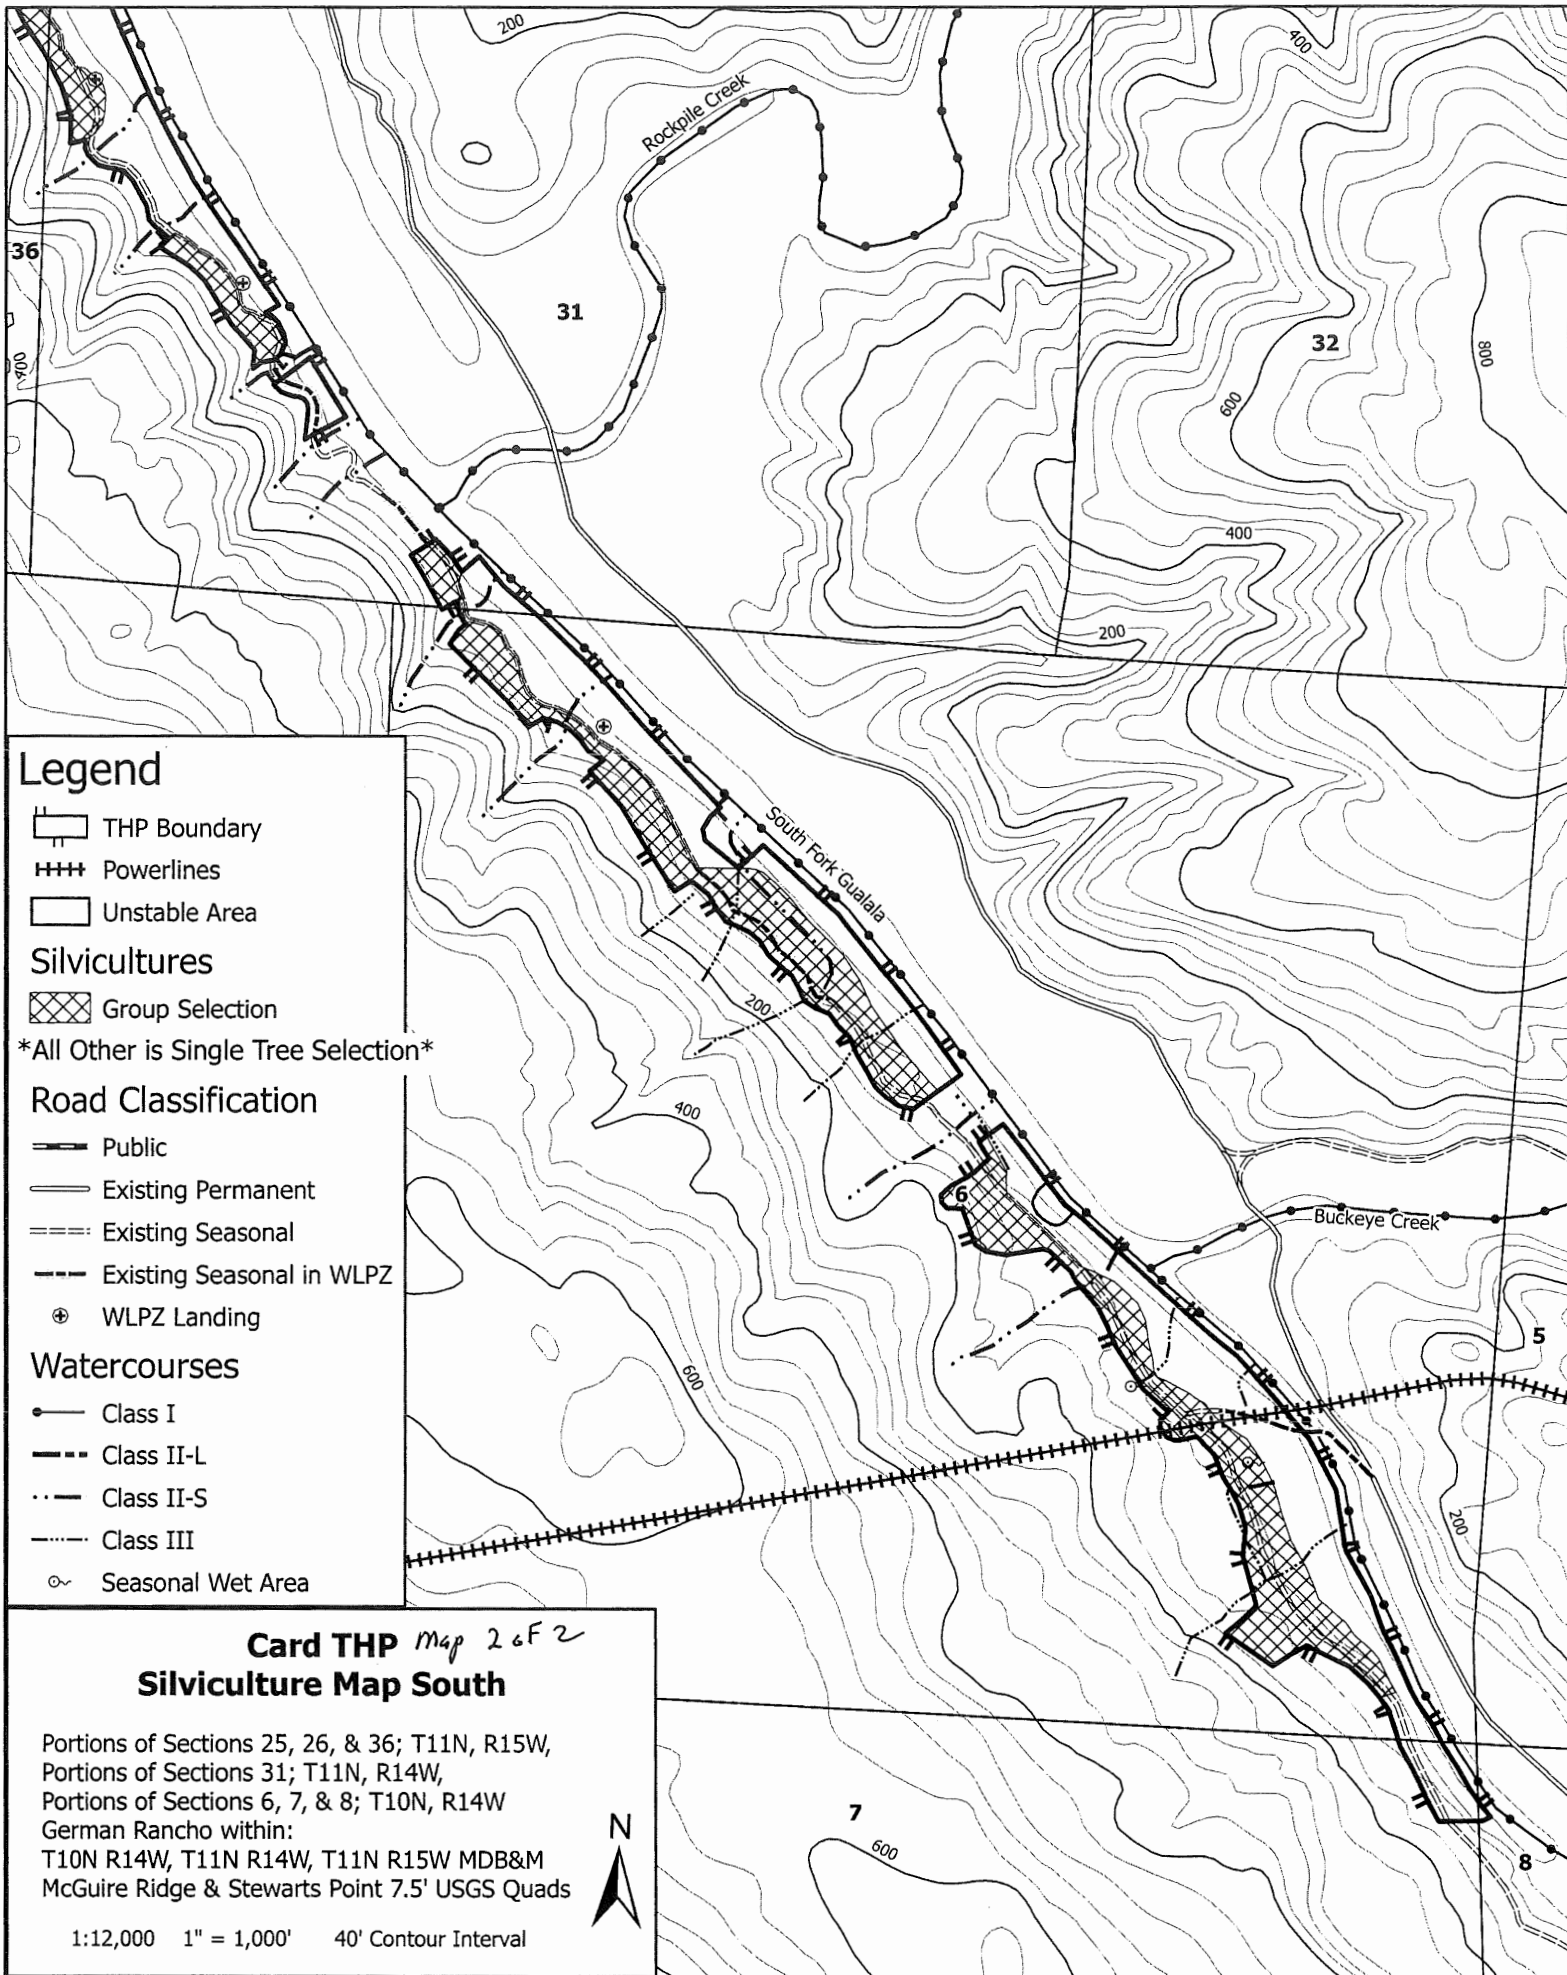 200
400
Rockpile Creek
36
31
32
800
400
600
400
200
Legend
THP Boundary
Powerlines
Unstable Area
Silvicultures
Group Selection
*All Other is Single Tree Selection*
Road Classification
Public
Existing Permanent
Existing Seasonal
Existing Seasonal in WLPZ
WLPZ Landing
Watercourses
Class I
Class II-L
Class II-S
Class III
Seasonal Wet Area
South Fork Gualala
200
400
6
Buckeye Creek
5
600
200
Card THP Map 2 of 2
Silviculture Map South
Portions of Sections 25, 26, & 36; T11N, R15W,
Portions of Sections 31; T11N, R14W,
Portions of Sections 6, 7, & 8; T10N, R14W
German Rancho within:
T10N R14W, T11N R14W, T11N R15W MDB&M
McGuire Ridge & Stewarts Point 7.5' USGS Quads
1:12,000 1" = 1,000' 40' Contour Interval
N
7
600
8